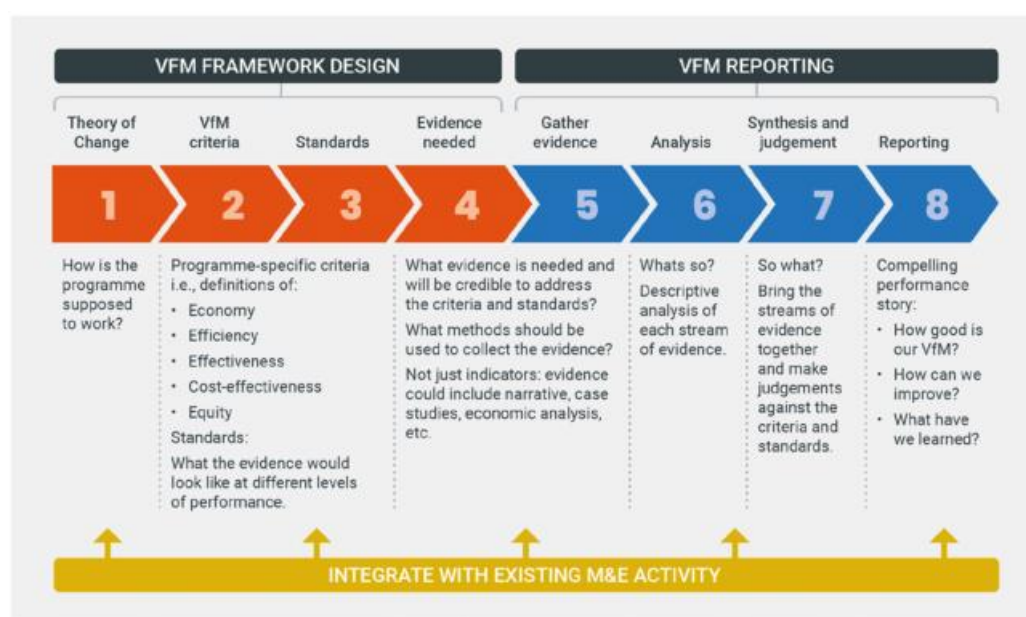 VFM FRAMEWORK DESIGN
VFM REPORTING
Theory of
Change
VfM
criteria
Standards
Evidence
needed
Gather
evidence
Analysis
Synthesis and
judgement
Reporting
1
2
3
4
5
6
7
8
How is the
programme
supposed
to work?
Programme-specific criteria
i.e., definitions of:
• Economy
• Efficiency
• Effectiveness
• Cost-effectiveness
• Equity
Standards:
What the evidence would
look like at different levels
of performance.
What evidence is needed and
will be credible to address
the criteria and standards?
What methods should be
used to collect the evidence?
Not just indicators: evidence
could include narrative, case
studies, economic analysis,
etc.
Whats so?
Descriptive
analysis of
each stream
of evidence.
So what?
Bring the
streams of
evidence
together
and make
judgements
against the
criteria and
standards.
Compelling
performance
story:
• How good is
our VfM?
• How can we
improve?
• What have
we learned?
INTEGRATE WITH EXISTING M&E ACTIVITY